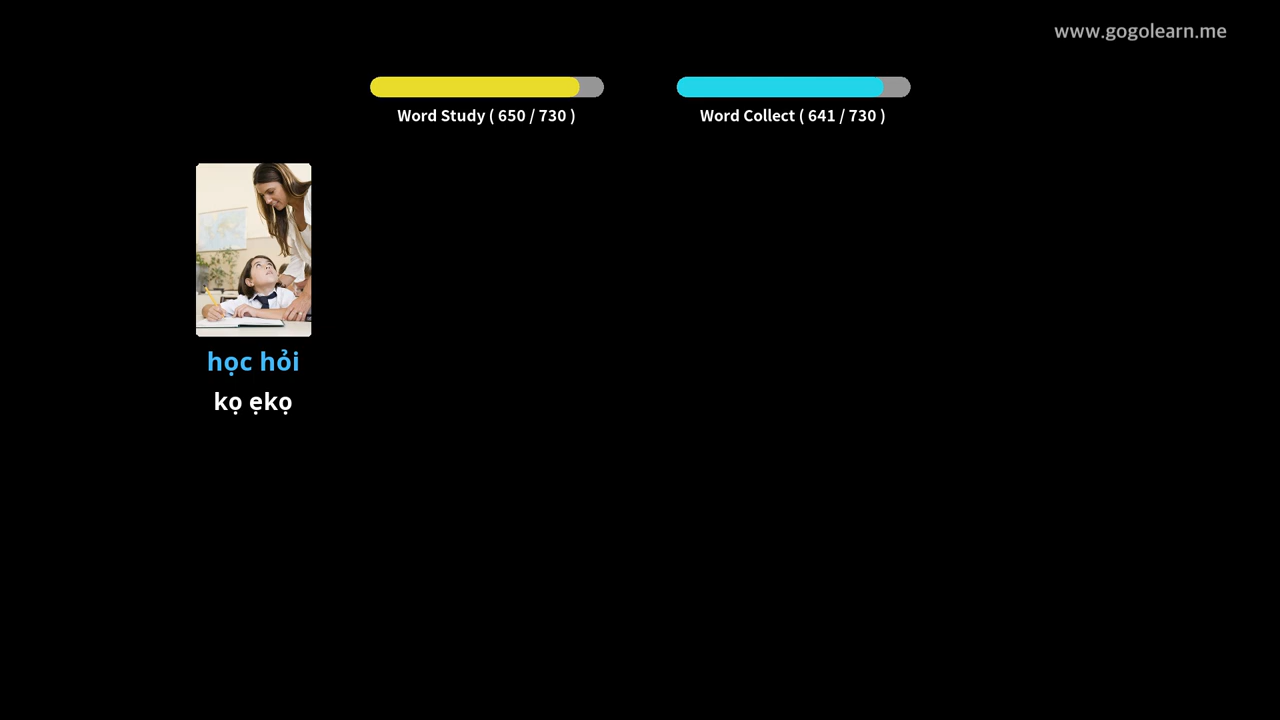 www.gogolearn.me
Word Study ( 650 / 730 )
Word Collect ( 641 / 730 )
học hỏi
kọ ẹkọ